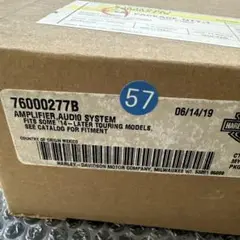 PACKAGE
76000277B
57
06/14/19
AMPLIFIER,AUDIO SYSTEM
FITS SOME '14-LATER TOURING MODELS.
SEE CATALOG FOR FITMENT
COUNTRY OF ORIGIN
HARLEY-DAVIDSON MOTOR COMPANY, MILWAUKEE WI